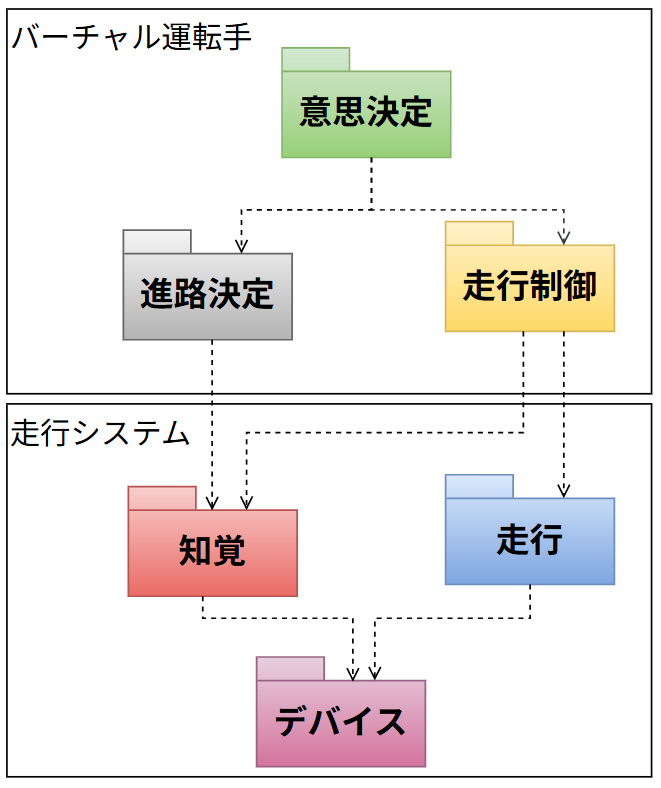 バーチャル運転手
意思決定
進路決定
走行制御
走行システム
知覚
走行
デバイス